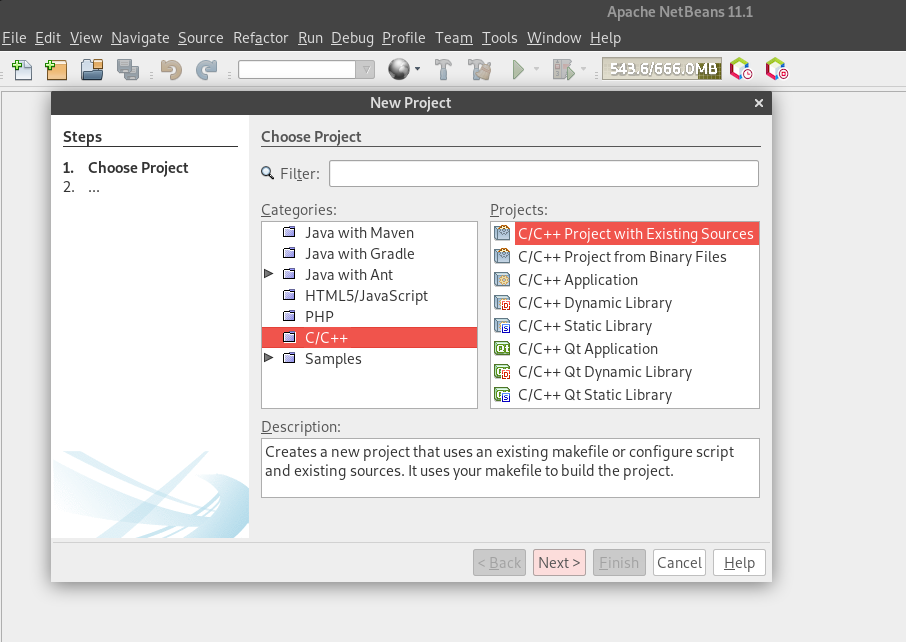 Apache NetBeans 11.1
File Edit View Navigate Source Refactor Run Debug Profile Team Tools Window Help
543.6/666.0MB
New Project
Steps
1. Choose Project
2. ...
Choose Project
Filter:
Categories:
Java with Maven
Java with Gradle
Java with Ant
HTML5/JavaScript
PHP
C/C++
Samples
Projects:
C/C++ Project with Existing Sources
C/C++ Project from Binary Files
C/C++ Application
C/C++ Dynamic Library
C/C++ Static Library
C/C++ Qt Application
C/C++ Qt Dynamic Library
C/C++ Qt Static Library
Description:
Creates a new project that uses an existing makefile or configure script
and existing sources. It uses your makefile to build the project.
< Back Next > Finish Cancel Help